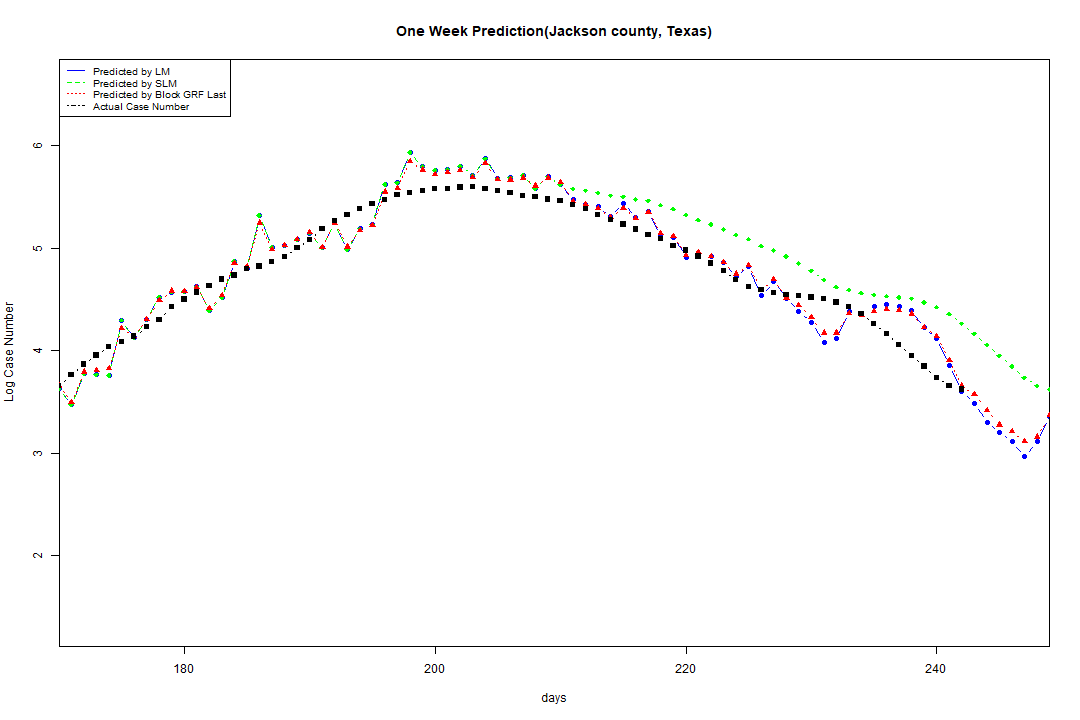 One Week Prediction(Jackson county, Texas)
Predicted by LM
Predicted by SLM
Predicted by Block GRF Last
Actual Case Number
Log Case Number
6
5
4
3
2
180
200
220
240
days